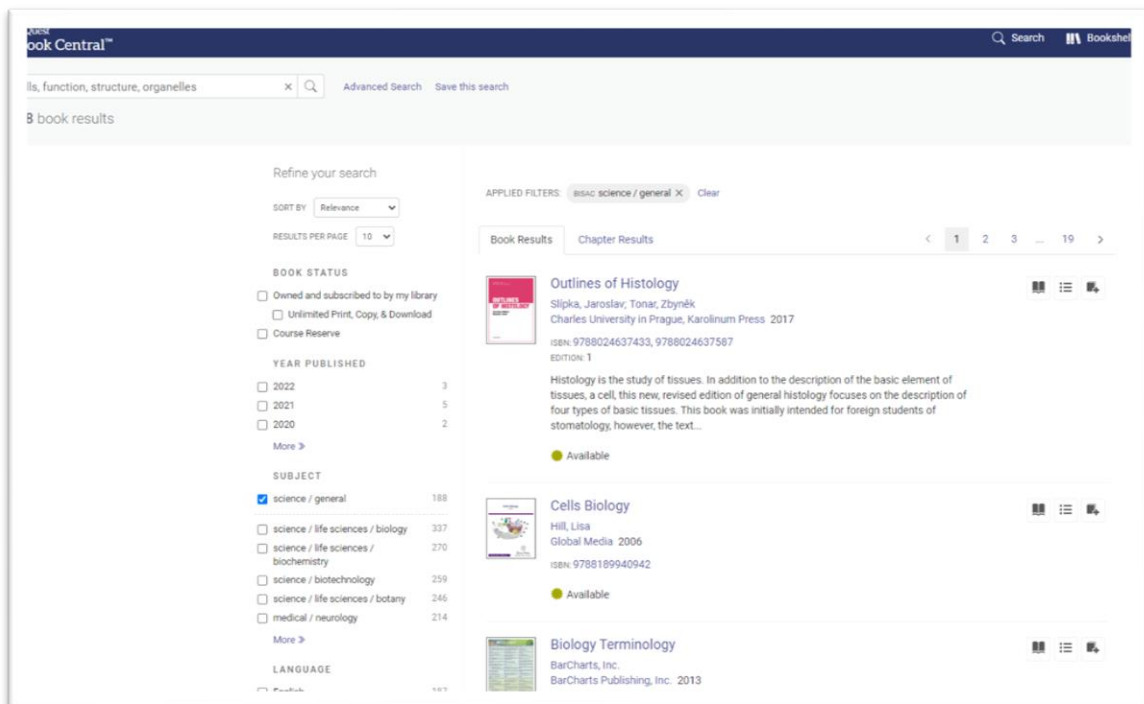 Quest
ook Central™
Search
Bookshel
lls, function, structure, organelles
Advanced Search Save this search
8 book results
Refine your search
SORT BY Relevance
RESULTS PER PAGE 10
BOOK STATUS
Owned and subscribed to by my library
Unlimited Print, Copy, & Download
Course Reserve
YEAR PUBLISHED
2022 3
2021 5
2020 2
More
SUBJECT
science / general 188
science / life sciences / biology 337
science / life sciences / 270
biochemistry
science / biotechnology 259
science / life sciences / botany 246
medical / neurology 214
More
LANGUAGE
English 187
APPLIED FILTERS: BISAC science / general Clear
Book Results Chapter Results
1 2 3 ... 19
OUTLINES
OF HISTOLOGY
Outlines of Histology
Slípka, Jaroslav; Tonar, Zbyněk
Charles University in Prague, Karolinum Press 2017
ISBN: 9788024637433, 9788024637587
EDITION: 1
Histology is the study of tissues. In addition to the description of the basic element of
tissues, a cell, this new, revised edition of general histology focuses on the description of
four types of basic tissues. This book was initially intended for foreign students of
stomatology, however, the text...
Available
Cells Biology
Hill, Lisa
Global Media 2006
ISBN: 9788189940942
Available
Biology Terminology
BarCharts, Inc.
BarCharts Publishing, Inc. 2013